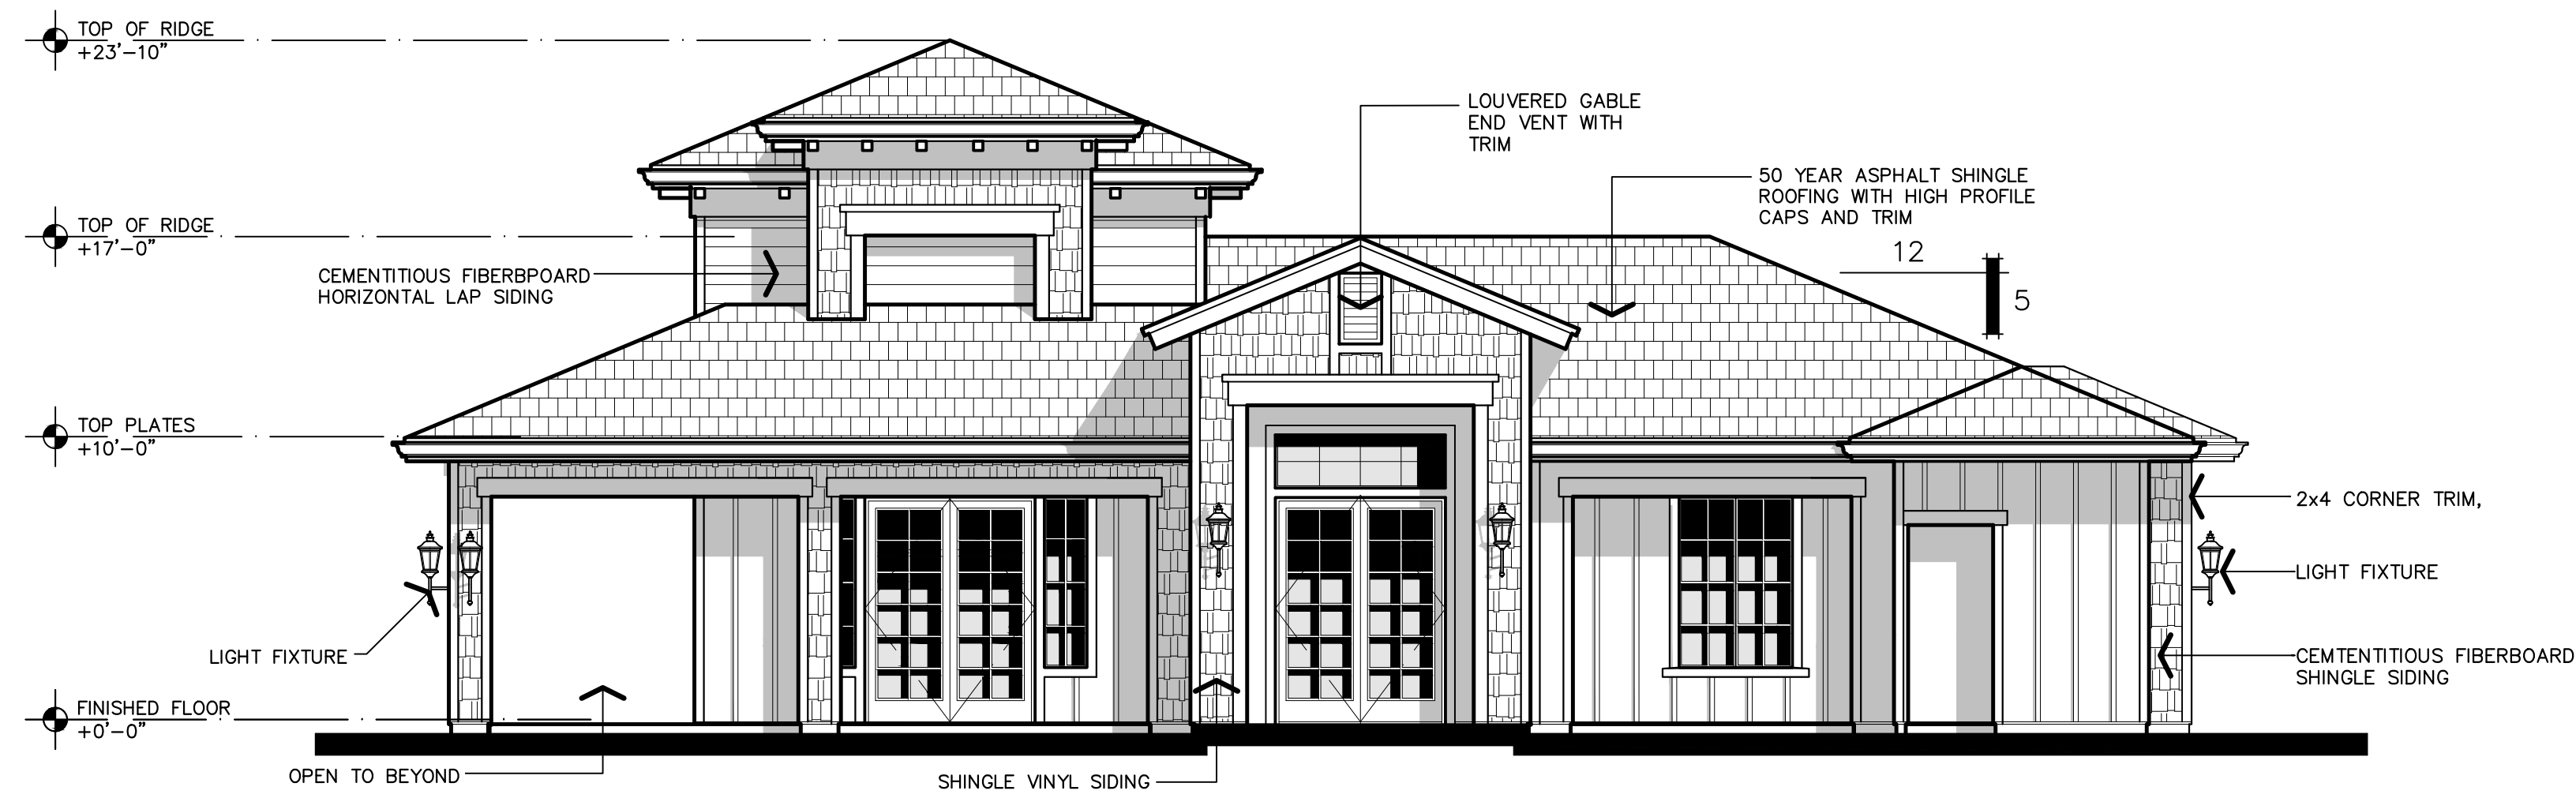 TOP OF RIDGE
+23'-10"
LOUVERED GABLE
END VENT WITH
TRIM
50 YEAR ASPHALT SHINGLE
ROOFING WITH HIGH PROFILE
CAPS AND TRIM
TOP OF RIDGE
+17'-0"
12
5
CEMENTITIOUS FIBERBPOARD
HORIZONTAL LAP SIDING
TOP PLATES
+10'-0"
2x4 CORNER TRIM,
LIGHT FIXTURE
LIGHT FIXTURE
CEMTENTITIOUS FIBERBOARD
SHINGLE SIDING
FINISHED FLOOR
+0'-0"
OPEN TO BEYOND
SHINGLE VINYL SIDING